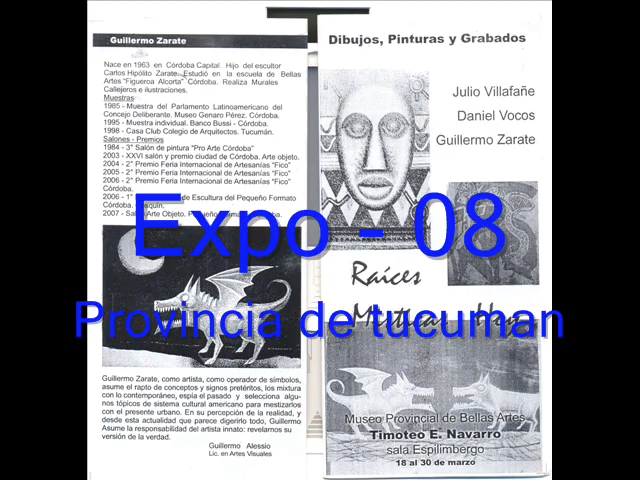 Guillermo Zarate
Nace en 1963 en Córdoba Capital. Hijo del escultor
Carlos Hipólito Zarate. Estudió en la escuela de Bellas
Artes "Figueroa Alcorta" Córdoba. Realiza Murales
Callejeros e ilustraciones.
Muestras
1985 - Muestra del Parlamento Latinoamericano del
Concejo Deliberante. Museo Genaro Pérez. Córdoba.
1995 - Muestra individual. Banco Bussi - Córdoba.
1998 - Casa Club Colegio de Arquitectos. Tucumán.
Salones - Premios
1984 - 3° Salón de pintura "Pro Arte Córdoba"
2003 - XXVI salón y premio ciudad de Córdoba. Arte objeto.
2004 - 2° Premio Feria Internacional de Artesanías "Fico"
2005 - 2° Premio Feria Internacional de Artesanías "Fico"
2006 - 2° Premio Feria Internacional de Artesanías "Fico"
Córdoba.
2006 - 1° de Escultura del Pequeño Formato
Córdoba.
2007 - Arte Objeto.
Guillermo Zarate, como artista, como operador de símbolos,
asume el rapto de conceptos y signos pretéritos, los mixtura
con lo contemporáneo, espia el pasado y selecciona algu-
nos tópicos de sistema cultural americano para mestizarlos
con el presente urbano. En su percepción de la realidad, y
desde esta actualidad que parece digerirlo todo, Guillermo
Asume la responsabilidad del artista innato: revelarnos su
versión de la verdad.
Guillermo Alessio
Lic. en Artes Visuales
Dibujos, Pinturas y Grabados
Julio Villafañe
Daniel Vocos
Guillermo Zarate
Raíces
Expo - 08
Provincia de tucuman
Museo Provincial de Bellas Artes
Timoteo E. Navarro
sala Espilimbergo
18 al 30 de marzo